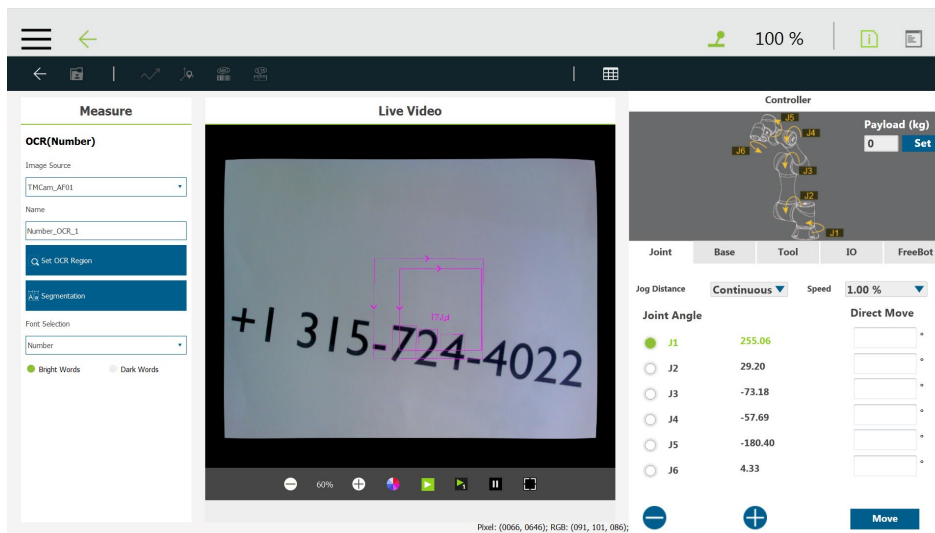 100 %
Measure
Live Video
Controller
OCR(Number)
Image Source
TMCam_AF01
Name
Number_OCR_1
Set OCR Region
Segmentation
Font Selection
Number
Bright Words
Dark Words
+1 315-724-4022
60%
Pixel: (0066, 0646); RGB: (091, 101, 086);
J5
J4
J6
J3
J2
J1
Payload (kg)
0
Set
Joint
Base
Tool
IO
FreeBot
Jog Distance
Continuous
Speed
1.00 %
Joint Angle
Direct Move
J1 255.06 °
J2 29.20 °
J3 -73.18 °
J4 -57.69 °
J5 -180.40 °
J6 4.33 °
Move